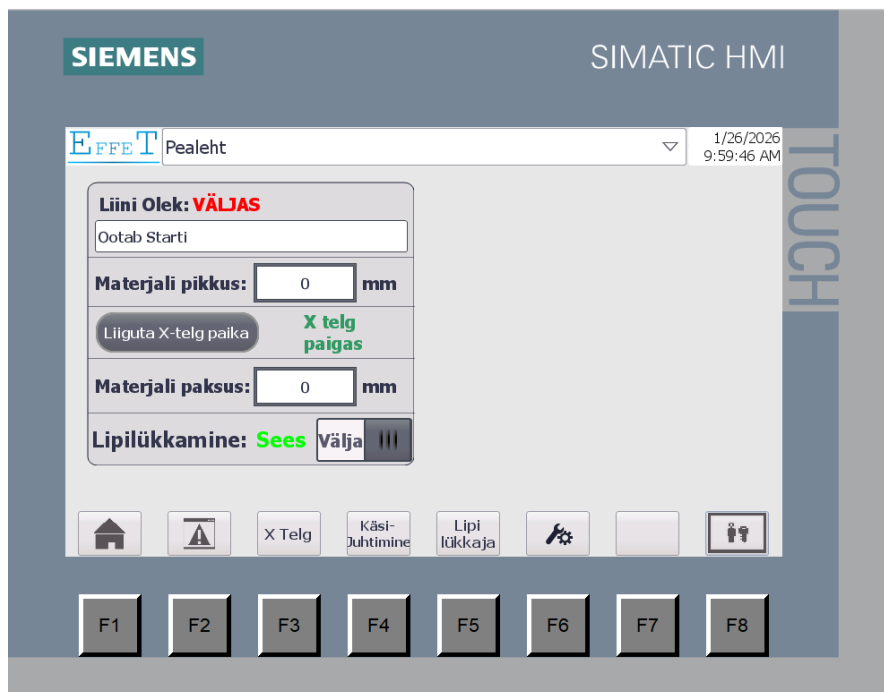 SIEMENS
SIMATIC HMI
TOUCH
EFFET
Pealeht
1/26/2026
9:59:46 AM
Liini Olek: VÄLJAS
Ootab Starti
Materjali pikkus: 0 mm
Liiguta X-telg paika
X telg
paigas
Materjali paksus: 0 mm
Lipilükkamine: Sees Välja
X Telg
Käsi-
Juhtimine
Lipi
lükkaja
F1
F2
F3
F4
F5
F6
F7
F8